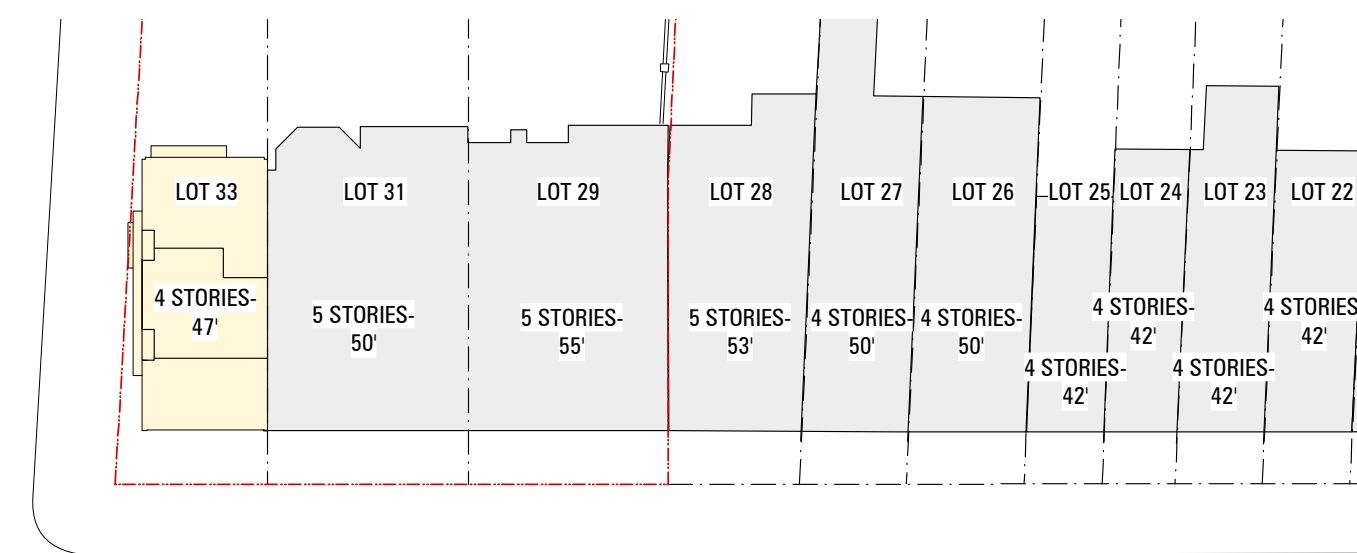 LOT 33
LOT 31
LOT 29
LOT 28
LOT 27
LOT 26
LOT 25
LOT 24
LOT 23
LOT 22
4 STORIES-
47'
5 STORIES-
50'
5 STORIES-
55'
5 STORIES-
53'
4 STORIES-
50'
4 STORIES-
50'
4 STORIES-
42'
4 STORIES-
42'
4 STORIES-
42'
4 STORIES
42'